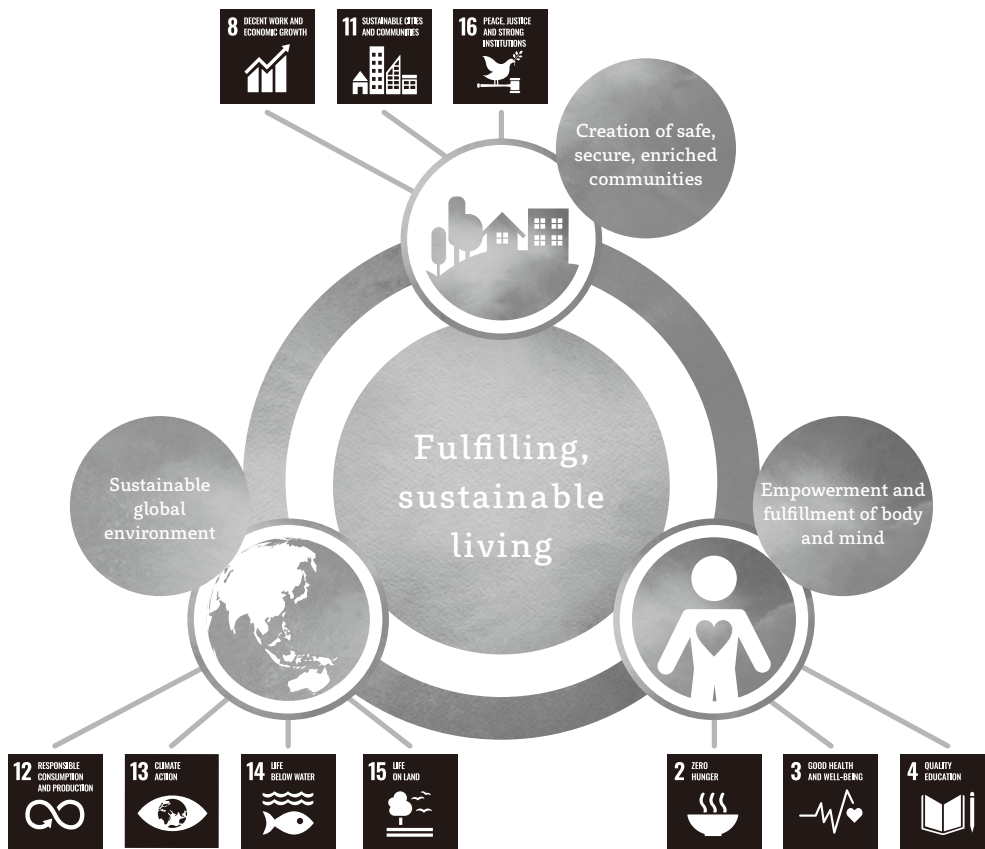 8 DECENT WORK AND
ECONOMIC GROWTH
11 SUSTAINABLE CITIES
AND COMMUNITIES
16 PEACE, JUSTICE
AND STRONG
INSTITUTIONS
Creation of safe,
secure, enriched
communities
Fulfilling,
sustainable
living
Sustainable
global
environment
Empowerment and
fulfillment of body
and mind
12 RESPONSIBLE
CONSUMPTION
AND PRODUCTION
13 CLIMATE
ACTION
14 LIFE
BELOW WATER
15 LIFE
ON LAND
2 ZERO
HUNGER
3 GOOD HEALTH
AND WELL-BEING
4 QUALITY
EDUCATION